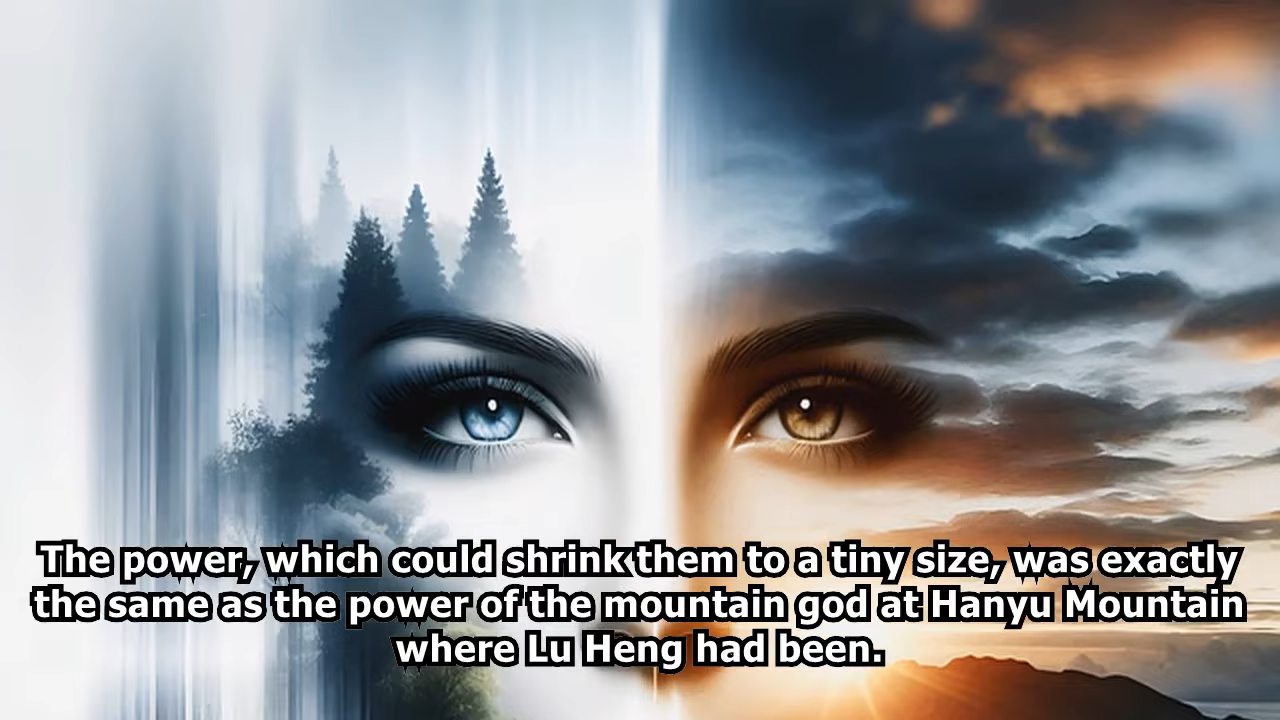 The power, which could shrink them to a tiny size, was exactly
the same as the power of the mountain god at Hanyu Mountain
where Lu Heng had been.